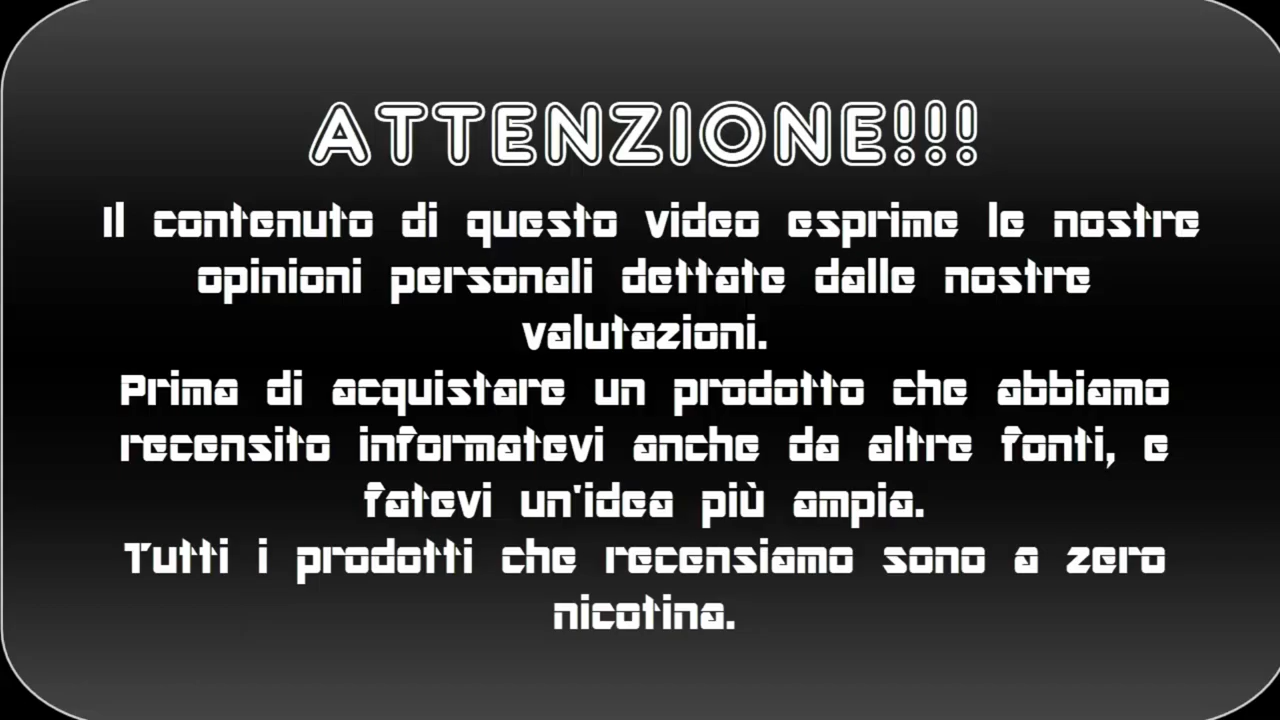 ATTENZIONE!!!
Il contenuto di questo video esprime le nostre
opinioni personali dettate dalle nostre
valutazioni.
Prima di acquistare un prodotto che abbiamo
recensito informatevi anche da altre fonti, e
fatevi un'idea più ampia.
Tutti i prodotti che recensiamo sono a zero
nicotina.